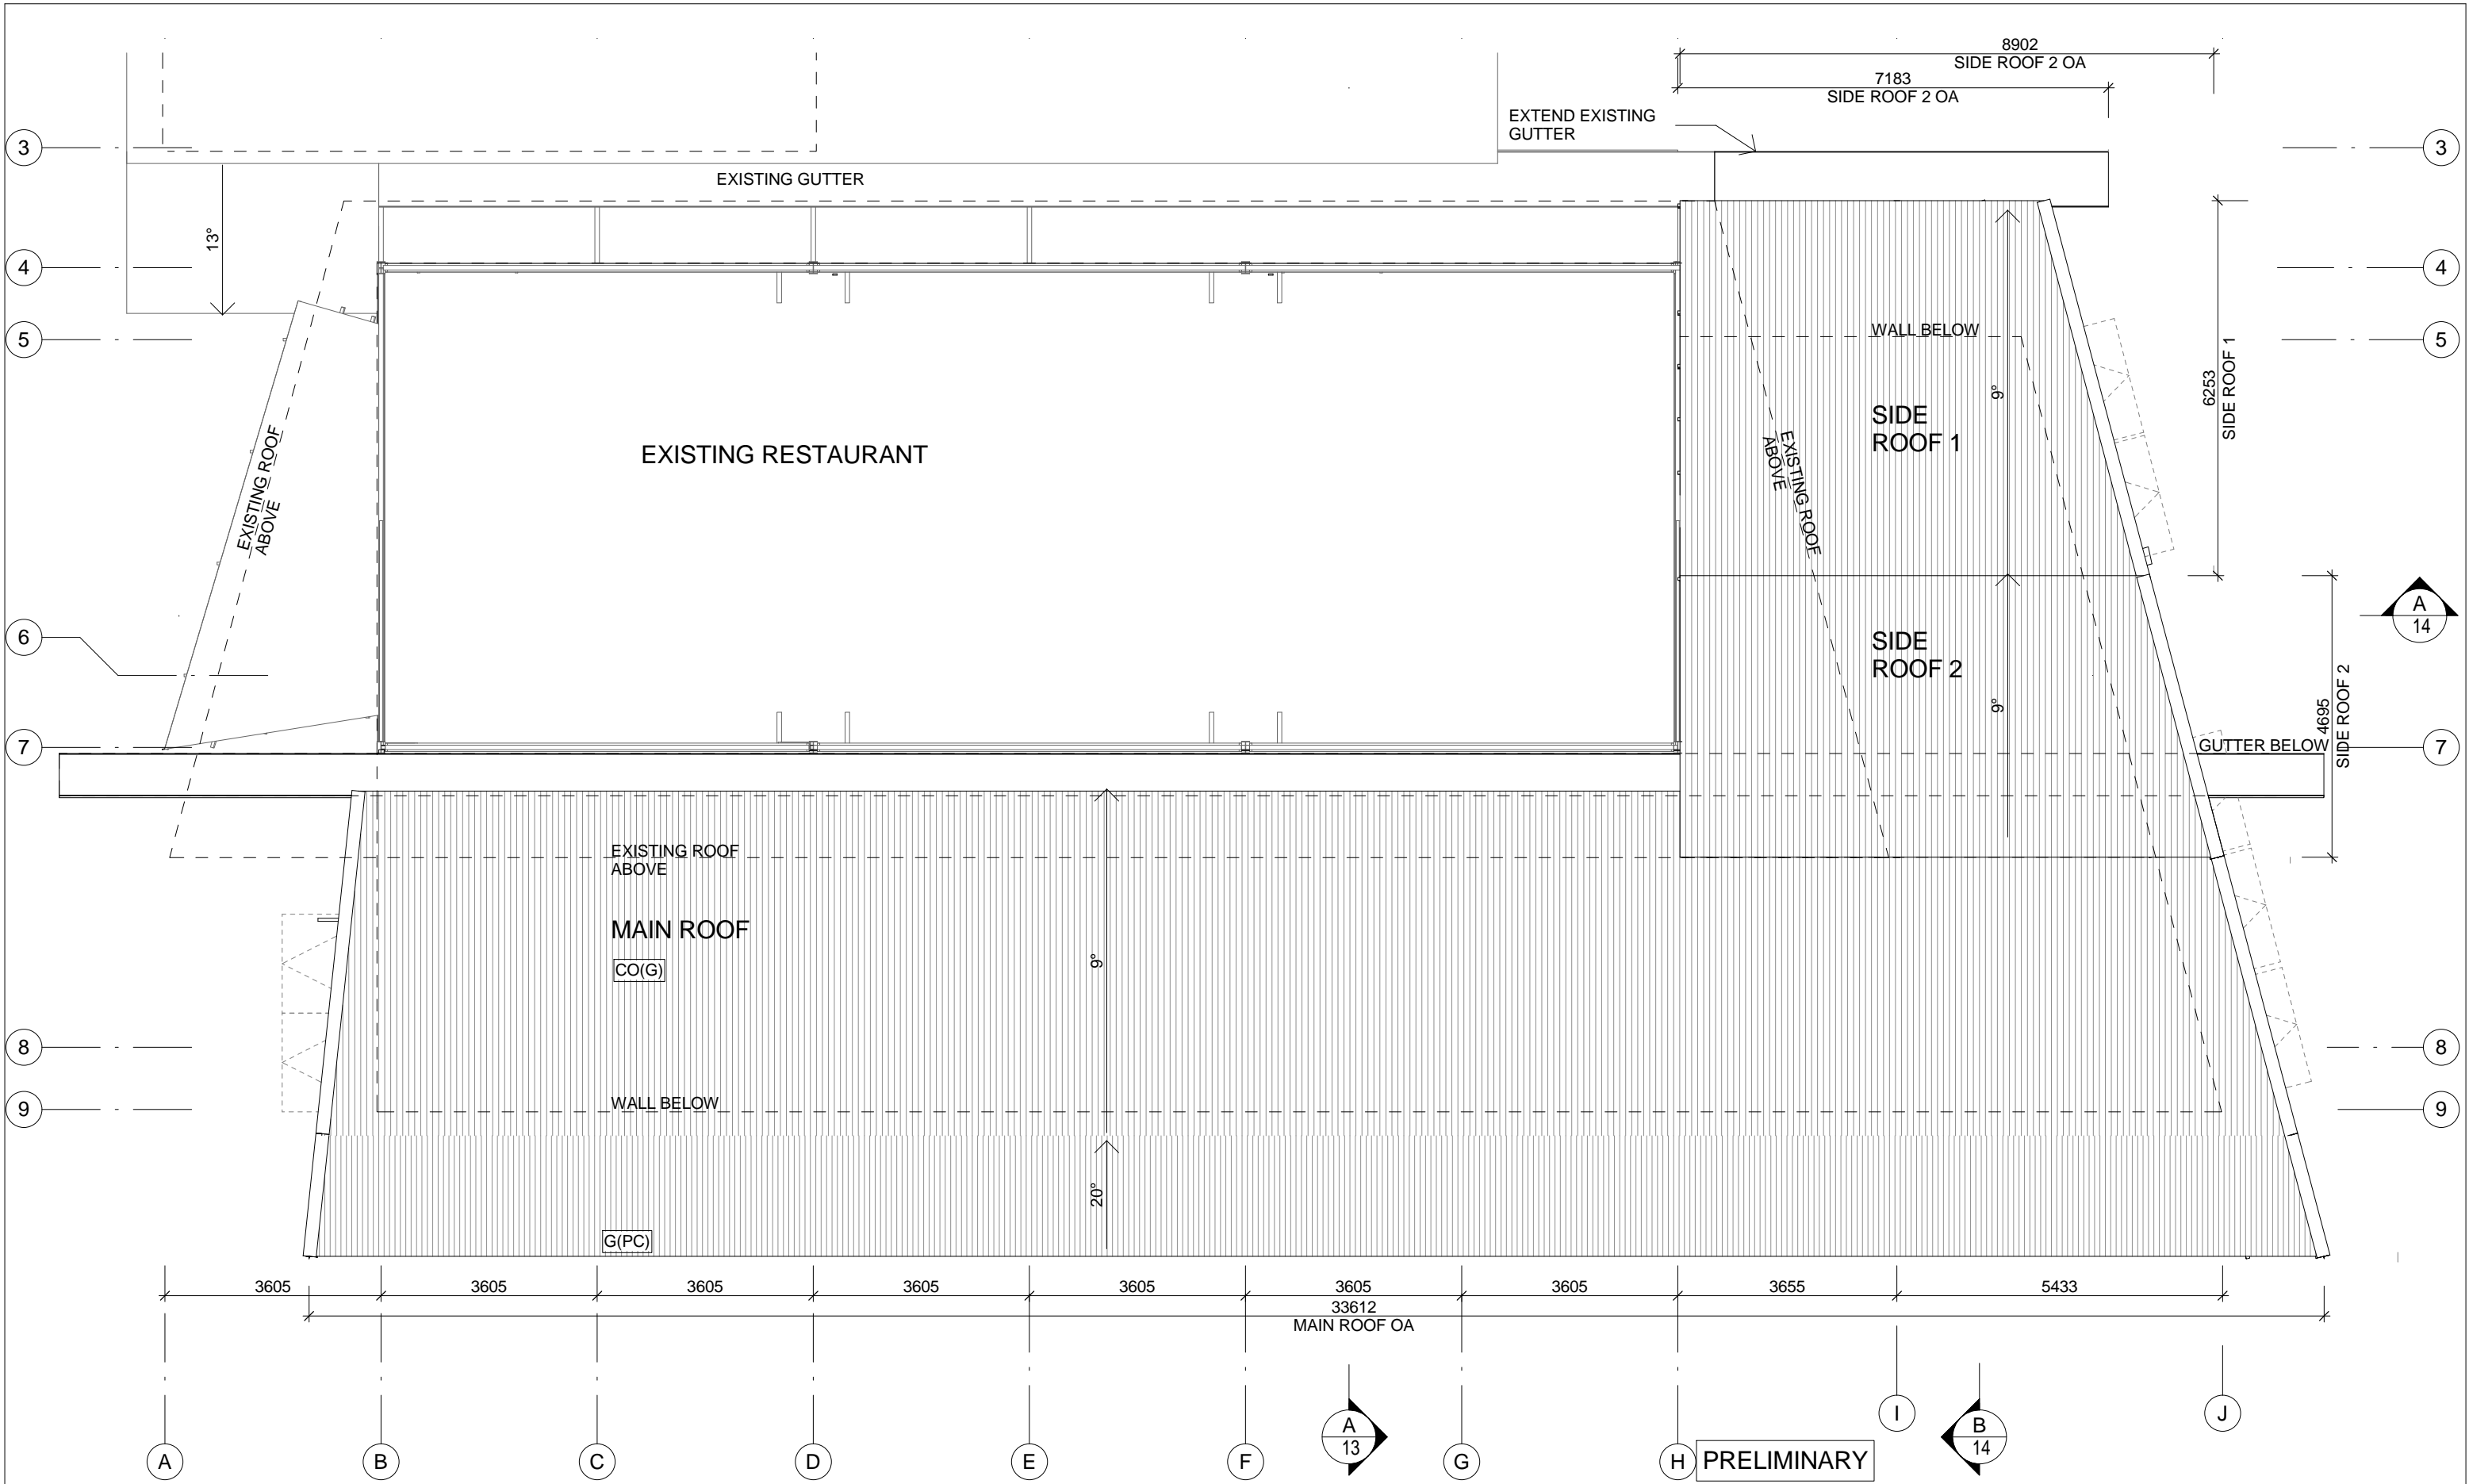 8902
SIDE ROOF 2 OA
7183
SIDE ROOF 2 OA
EXTEND EXISTING
GUTTER
3
3
EXISTING GUTTER
13°
4
4
WALL BELOW
5
5
6253
SIDE ROOF 1
9°
SIDE
ROOF 1
EXISTING RESTAURANT
EXISTING ROOF
ABOVE
EXISTING ROOF
ABOVE
A
14
6
SIDE
ROOF 2
9°
4695
SIDE ROOF 2
7
GUTTER BELOW
7
EXISTING ROOF
ABOVE
MAIN ROOF
CO(G)
9°
8
8
WALL BELOW
9
9
20°
G(PC)
3605
3605
3605
3605
3605
3605
3605
3655
5433
33612
MAIN ROOF OA
A
B
C
D
E
F
A
13
G
H
PRELIMINARY
I
B
14
J